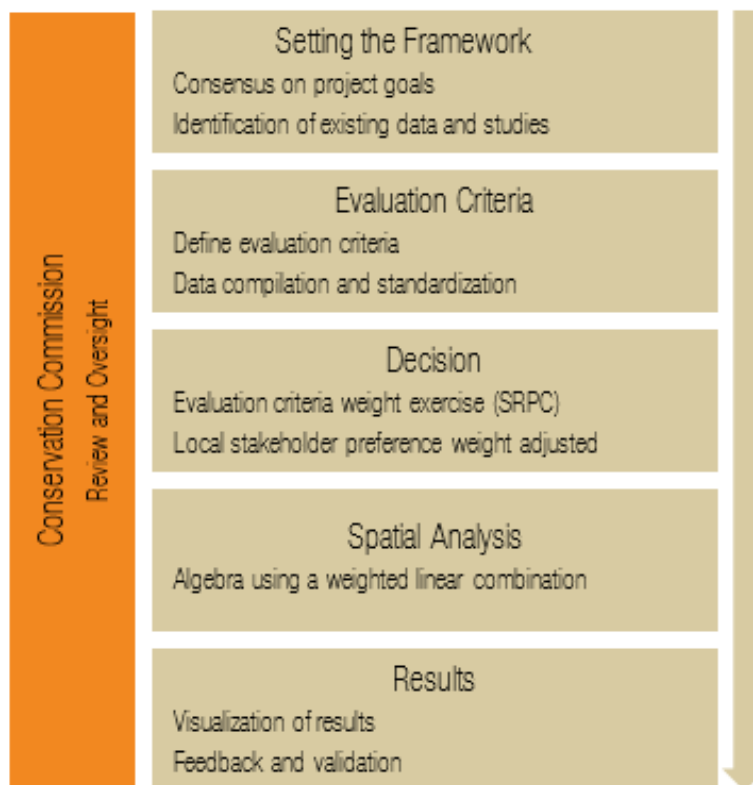 Conservation Commission
Review and Oversight
Setting the Framework
Consensus on project goals
Identification of existing data and studies
Evaluation Criteria
Define evaluation criteria
Data compilation and standardization
Decision
Evaluation criteria weight exercise (SRPC)
Local stakeholder preference weight adjusted
Spatial Analysis
Algebra using a weighted linear combination
Results
Visualization of results
Feedback and validation